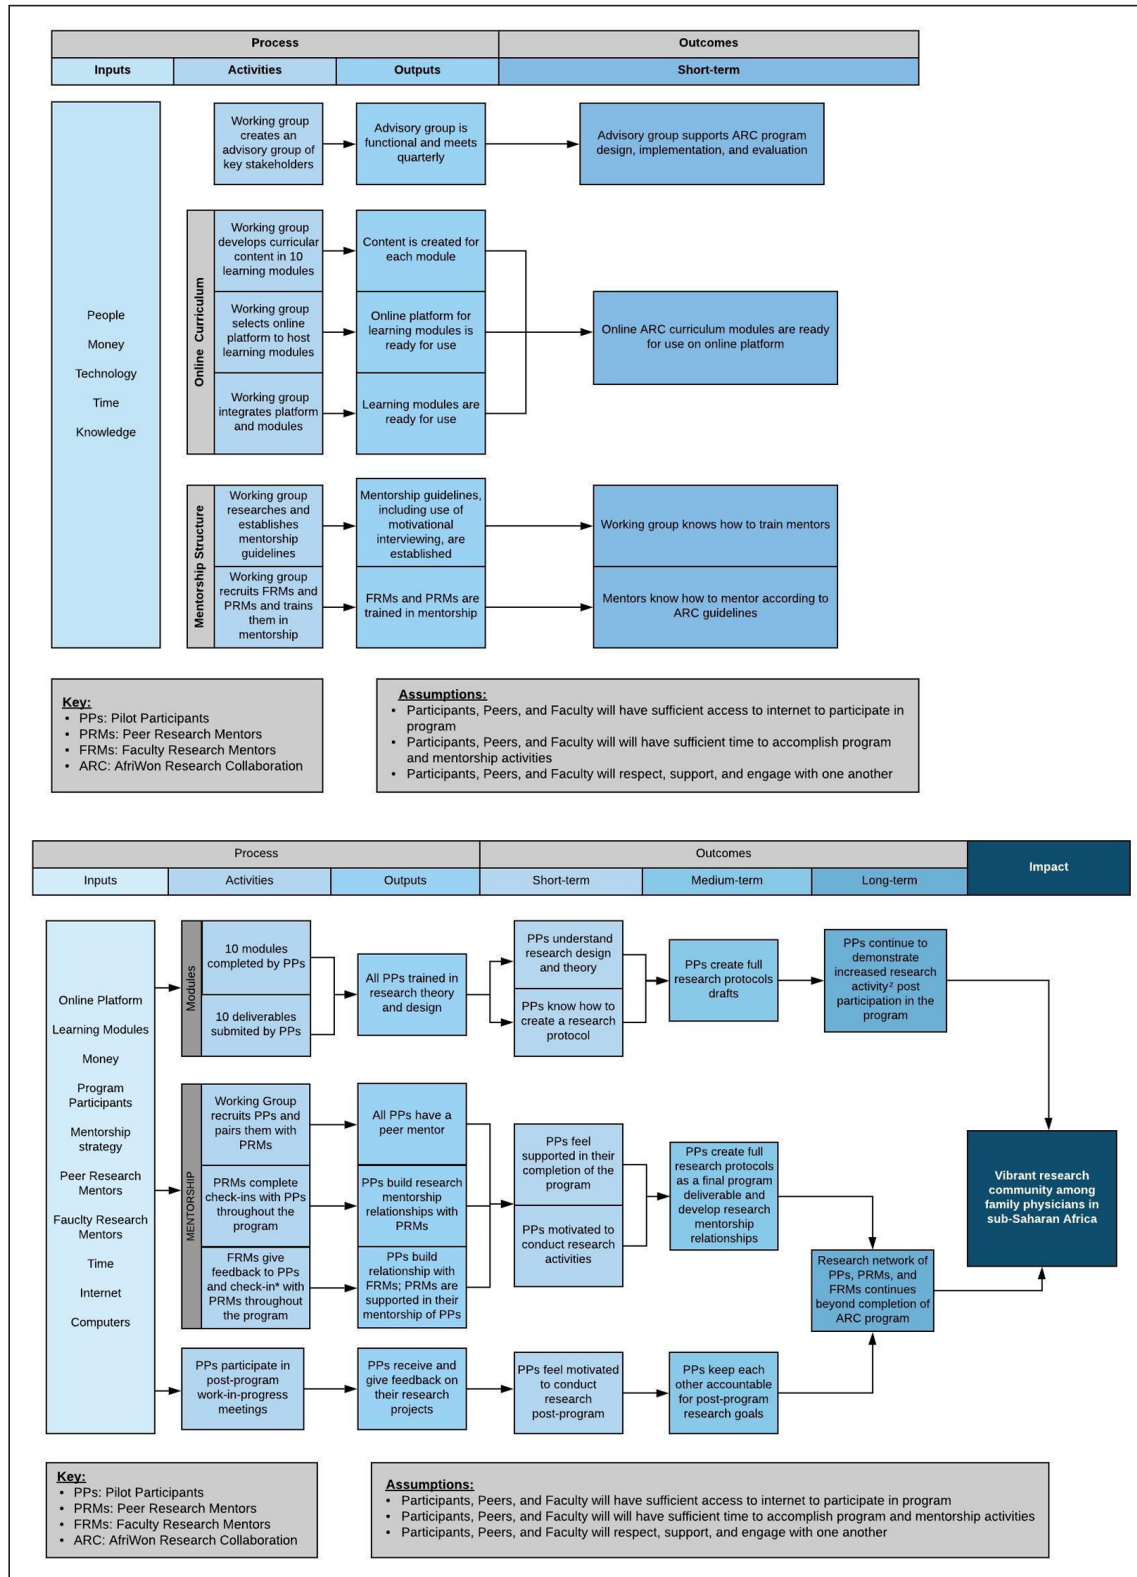 Process
Outcomes
Inputs
Activities
Outputs
Short-term
People
Money
Technology
Time
Knowledge
Working group
creates an
advisory group of
key stakeholders
Advisory group is
functional and meets
quarterly
Advisory group supports ARC program
design, implementation, and evaluation
Online Curriculum
Working group
develops curricular
content in 10
learning modules
Content is created for
each module
Working group
selects online
platform to host
learning modules
Online platform for
learning modules is
ready for use
Working group
integrates platform
and modules
Learning modules are
ready for use
Online ARC curriculum modules are ready
for use on online platform
Mentorship Structure
Working group
researches and
establishes
mentorship
guidelines
Mentorship guidelines,
including use of
motivational
interviewing, are
established
Working group knows how to train mentors
Working group
recruits FRMs and
PRMs and trains
them in
mentorship
FRMs and PRMs are
trained in mentorship
Mentors know how to mentor according to
ARC guidelines
Key:
• PPs: Pilot Participants
• PRMs: Peer Research Mentors
• FRMs: Faculty Research Mentors
• ARC: AfriWon Research Collaboration
Assumptions:
• Participants, Peers, and Faculty will have sufficient access to internet to participate in
program
• Participants, Peers, and Faculty will will have sufficient time to accomplish program
and mentorship activities
• Participants, Peers, and Faculty will respect, support, and engage with one another
Process
Outcomes
Impact
Inputs
Activities
Outputs
Short-term
Medium-term
Long-term
Online Platform
Learning Modules
Money
Program
Participants
Mentorship
strategy
Peer Research
Mentors
Fauclty Research
Mentors
Time
Internet
Computers
Modules
10 modules
completed by PPs
10 deliverables
submited by PPs
All PPs trained in
research theory and
design
PPs understand
research design
and theory
PPs know how to
create a research
protocol
PPs create full
research protocols
drafts
PPs continue to
demonstrate
increased research
activity² post
participation in the
program
MENTORSHIP
Working Group
recruits PPs and
pairs them with
PRMs
All PPs have a
peer mentor
PRMs complete
check-ins with PPs
throughout the
program
PPs build research
mentorship
relationships with
PRMs
FRMs give
feedback to PPs
and check-in* with
PRMs throughout
the program
PPs build
relationship with
FRMs; PRMs are
supported in their
mentorship of PPs
PPs feel
supported in their
completion of the
program
PPs motivated to
conduct research
activities
PPs create full
research protocols
as a final program
deliverable and
develop research
mentorship
relationships
Research network of
PPs, PRMs, and
FRMs continues
beyond completion of
ARC program
Vibrant research
community among
family physicians in
sub-Saharan Africa
PPs participate in
post-program
work-in-progress
meetings
PPs receive and
give feedback on
their research
projects
PPs feel motivated
to conduct
research
post-program
PPs keep each
other accountable
for post-program
research goals
Key:
• PPs: Pilot Participants
• PRMs: Peer Research Mentors
• FRMs: Faculty Research Mentors
• ARC: AfriWon Research Collaboration
Assumptions:
• Participants, Peers, and Faculty will have sufficient access to internet to participate in program
• Participants, Peers, and Faculty will will have sufficient time to accomplish program and mentorship activities
• Participants, Peers, and Faculty will respect, support, and engage with one another